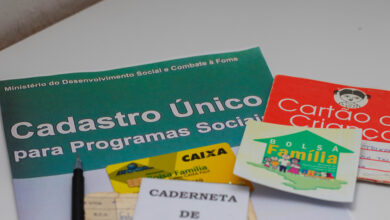 Ministério do Desenvolvimento Social e Combate à Fome
Cadastro Único
para Programas Sociai
Cartão d
Criança
BOLSA
Família
CAIXA
Bolsa Família
CADERNETA
DE